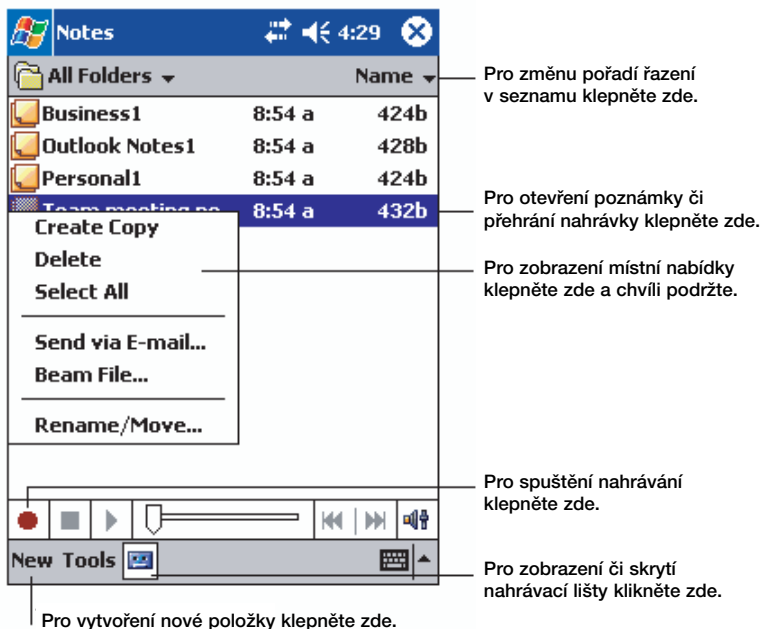 Notes 4:29
All Folders Name
Pro změnu pořadí řazení
v seznamu klepněte zde.
Business1 8:54 a 424b
Outlook Notes1 8:54 a 428b
Personal1 8:54 a 424b
Team meeting no 8:54 a 432b
Pro otevření poznámky či
přehrání nahrávky klepněte zde.
Create Copy
Delete
Select All
Send via E-mail...
Beam File...
Rename/Move...
Pro zobrazení místní nabídky
klepněte zde a chvíli podržte.
Pro spuštění nahrávání
klepněte zde.
New Tools
Pro zobrazení či skrytí
nahrávací lišty klikněte zde.
Pro vytvoření nové položky klepněte zde.